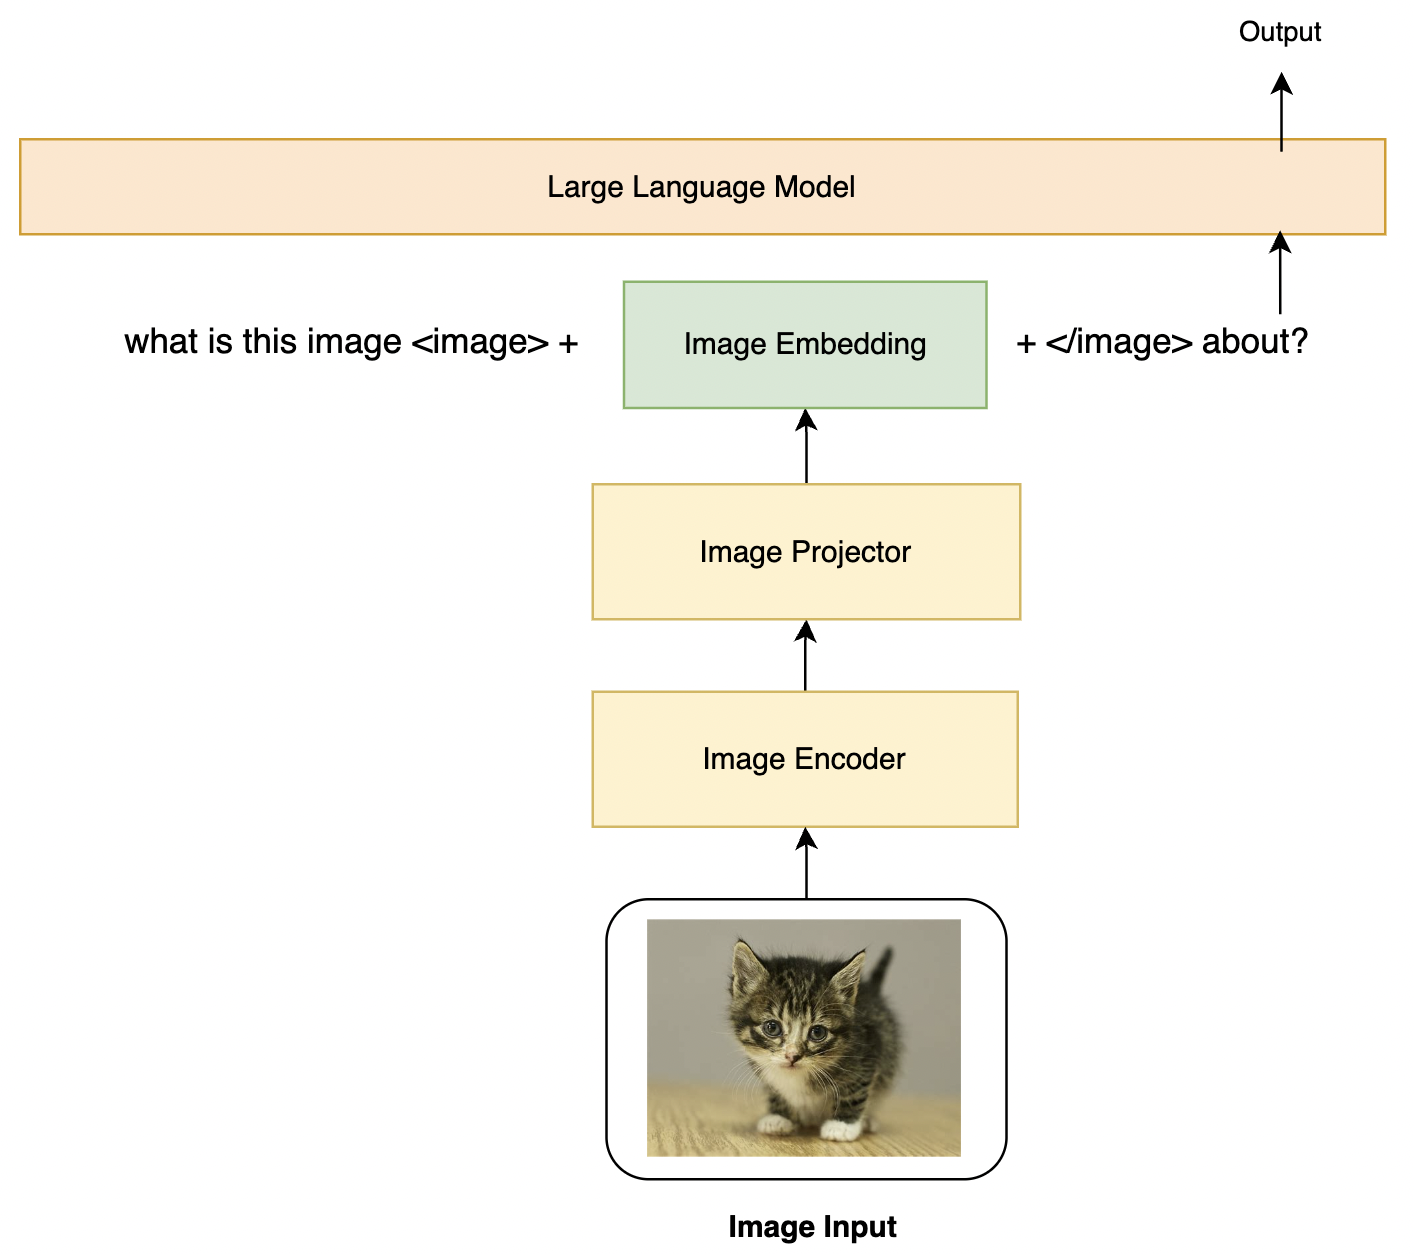 Output
Large Language Model
what is this image <image> +
Image Embedding
+ </image> about?
Image Projector
Image Encoder
Image Input